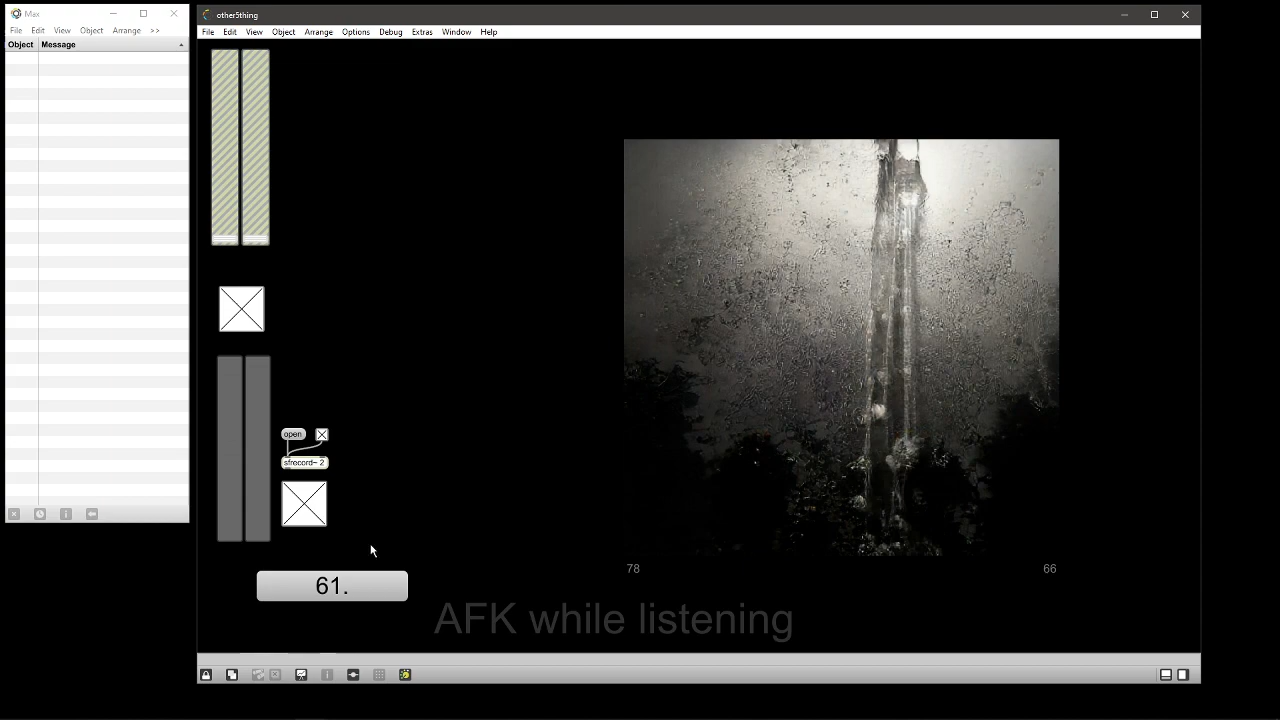 Max
File Edit View Object Arrange >>
Object Message
other5thing
File Edit View Object Arrange Options Debug Extras Window Help
open
sfrecord~ 2
61.
78
66
AFK while listening